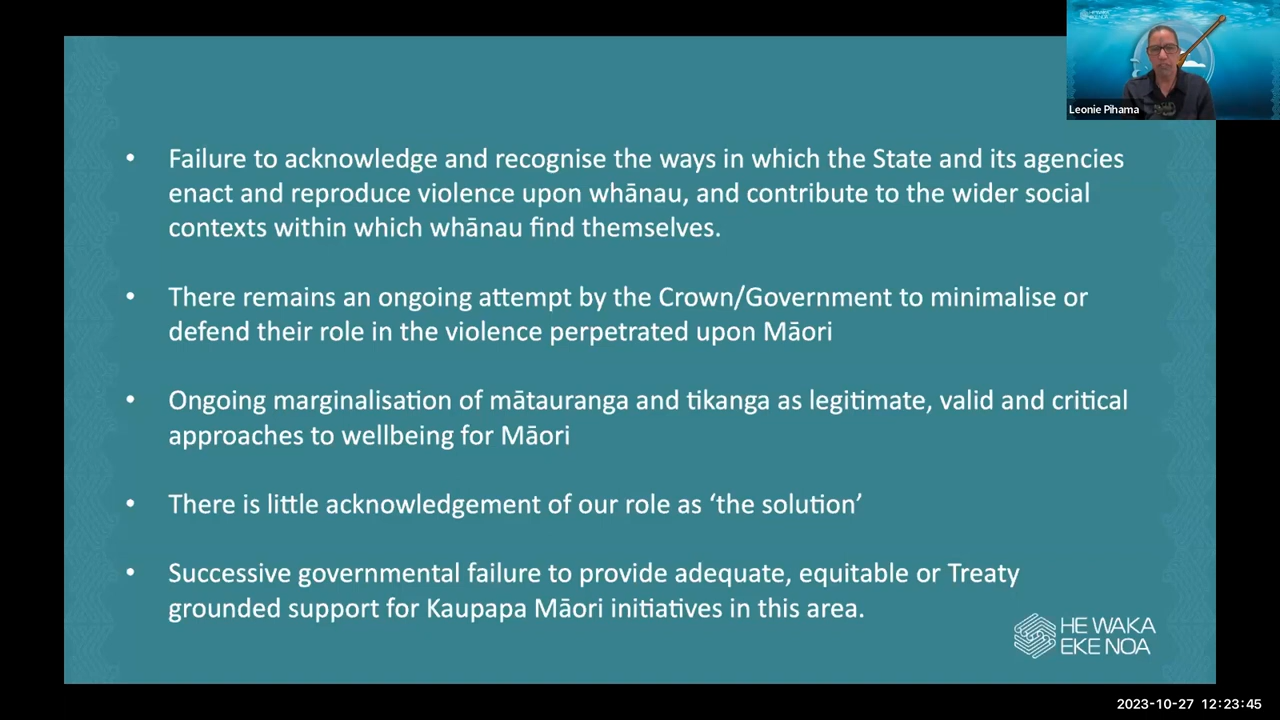 HE WAKA
EKE NOA
Leonie Pihama
• Failure to acknowledge and recognise the ways in which the State and its agencies
enact and reproduce violence upon whānau, and contribute to the wider social
contexts within which whānau find themselves.
• There remains an ongoing attempt by the Crown/Government to minimalise or
defend their role in the violence perpetrated upon Māori
• Ongoing marginalisation of mātauranga and tikanga as legitimate, valid and critical
approaches to wellbeing for Māori
• There is little acknowledgement of our role as ‘the solution’
• Successive governmental failure to provide adequate, equitable or Treaty
grounded support for Kaupapa Māori initiatives in this area.
HE WAKA
EKE NOA
2023-10-27 12:23:45